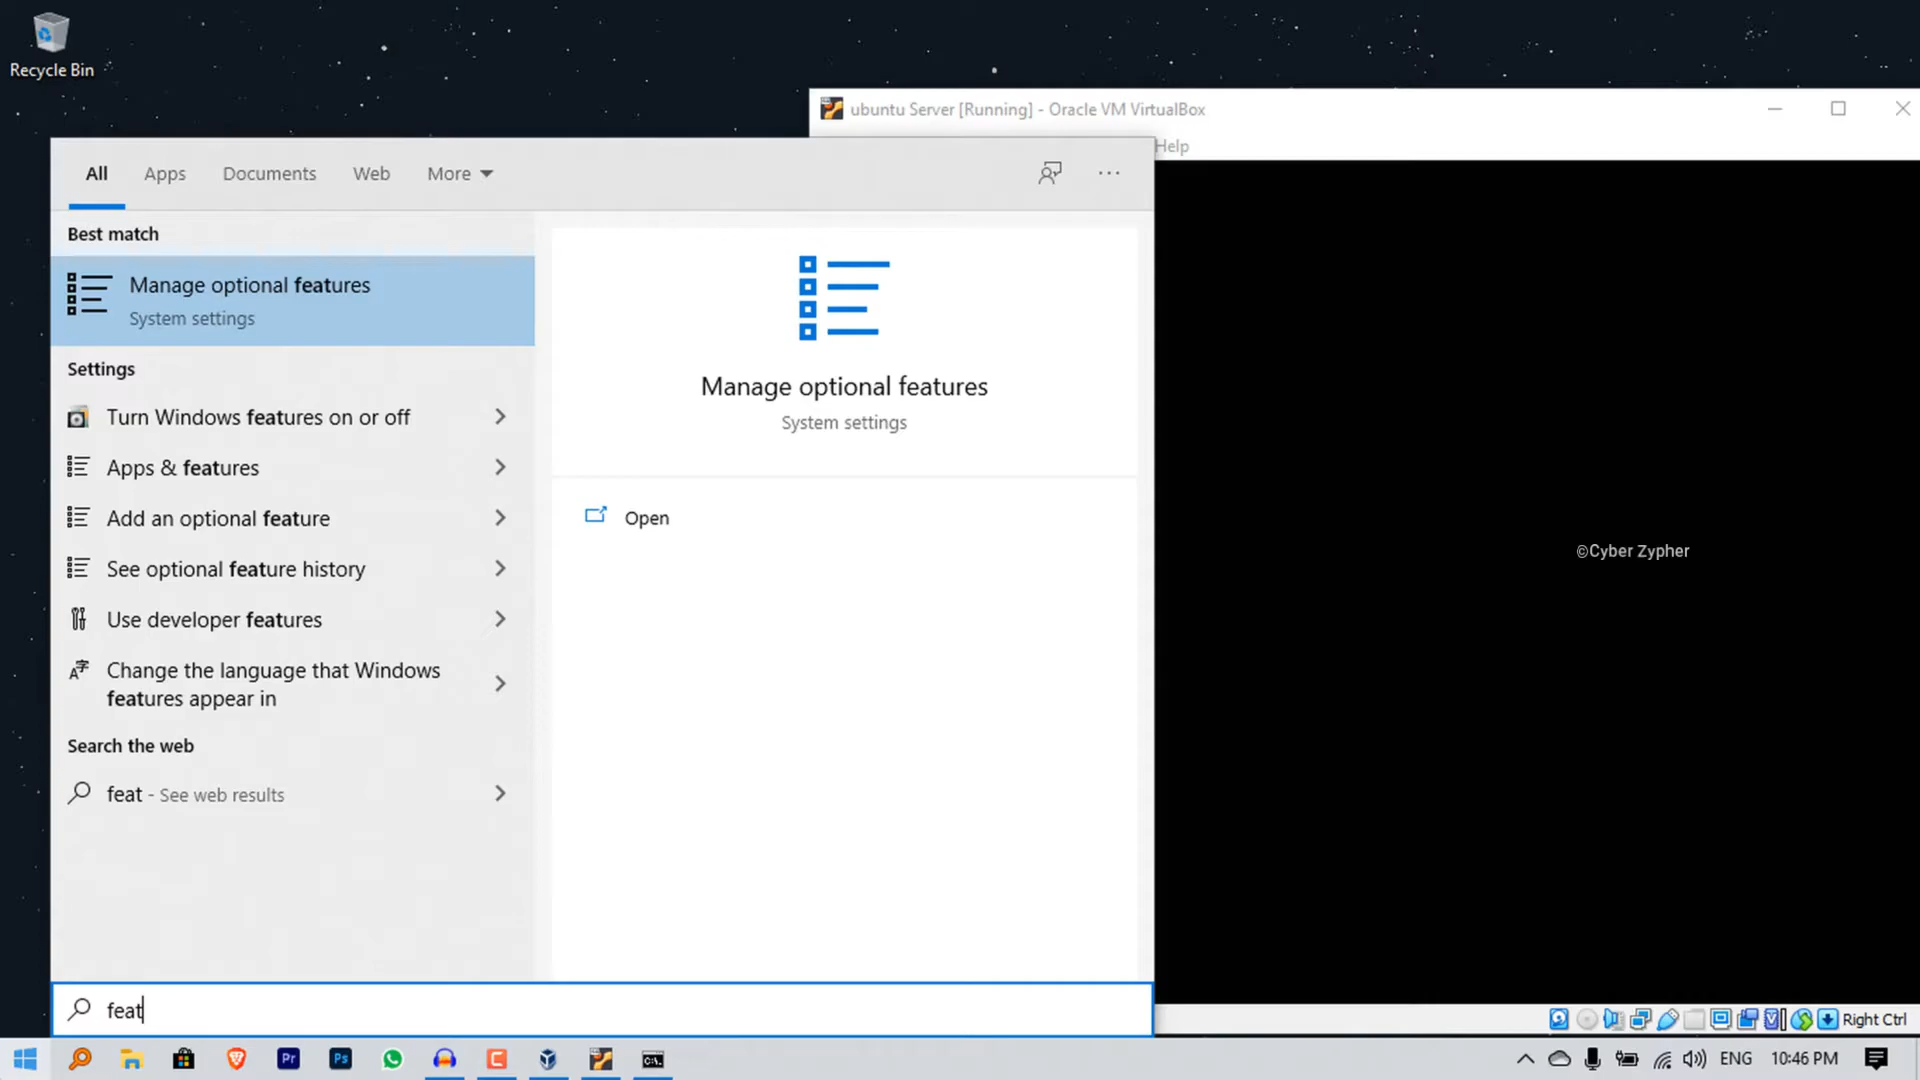 Recycle Bin
ubuntu Server [Running] - Oracle VM VirtualBox
Help
All
Apps
Documents
Web
More
Best match
Manage optional features
System settings
Settings
Turn Windows features on or off
Apps & features
Add an optional feature
See optional feature history
Use developer features
Change the language that Windows
features appear in
Search the web
feat - See web results
Manage optional features
System settings
Open
©Cyber Zypher
feat
Right Ctrl
Pr
Ps
C
C:\.
ENG
10:46 PM